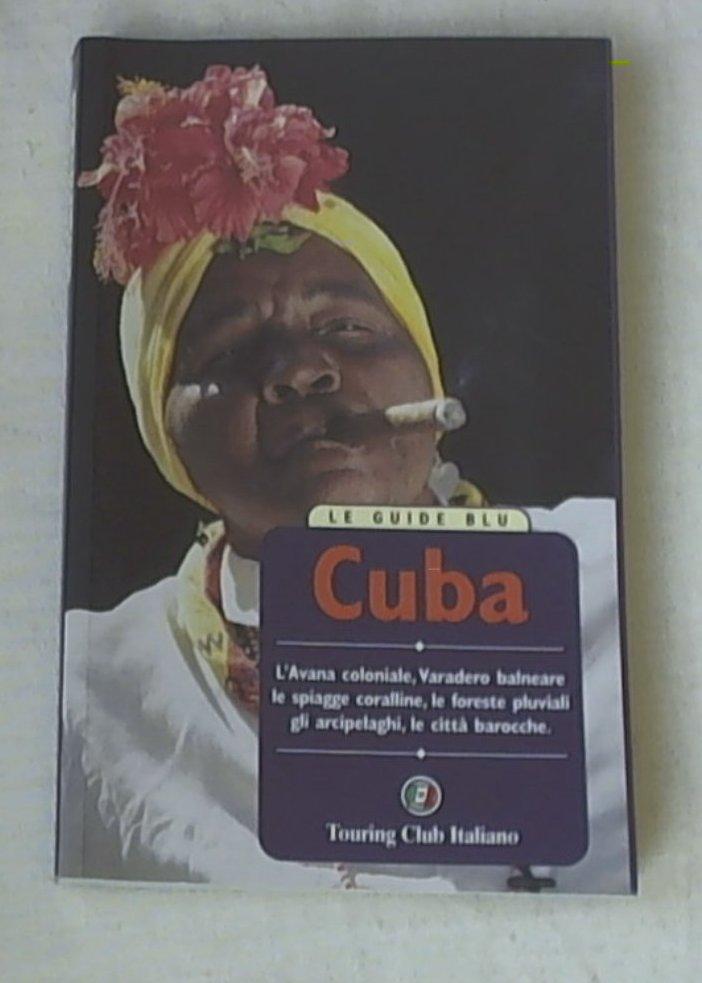 LE GUIDE BLU
Cuba
L'Avana coloniale, Varadero balneare
le spiagge coralline, le foreste pluviali
gli arcipelaghi, le città barocche.
Touring Club Italiano